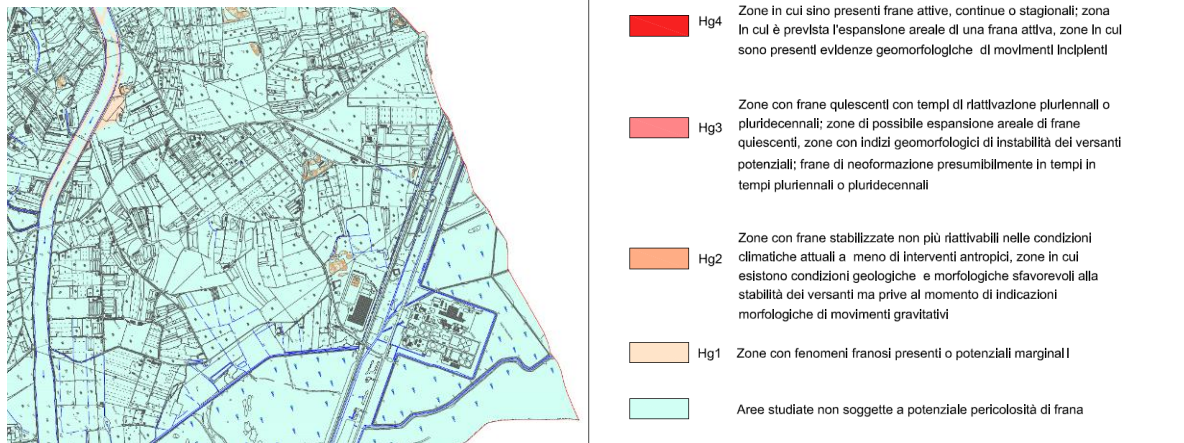 Hg4
Zone in cui sino presenti frane attive, continue o stagionali; zona
in cui è prevista l'espansione areale di una frana attiva, zone in cui
sono presenti evidenze geomorfologiche di movimenti incipienti
Hg3
Zone con frane quiescenti con tempi di riattivazione pluriennali o
pluridecennali; zone di possibile espansione areale di frane
quiescenti, zone con indizi geomorfologici di instabilità dei versanti
potenziali; frane di neoformazione presumibilmente in tempi in
tempi pluriennali o pluridecennali
Hg2
Zone con frane stabilizzate non più riattivabili nelle condizioni
climatiche attuali a meno di interventi antropici, zone in cui
esistono condizioni geologiche e morfologiche sfavorevoli alla
stabilità dei versanti ma prive al momento di indicazioni
morfologiche di movimenti gravitativi
Hg1 Zone con fenomeni franosi presenti o potenziali marginali
Aree studiate non soggette a potenziale pericolosità di frana